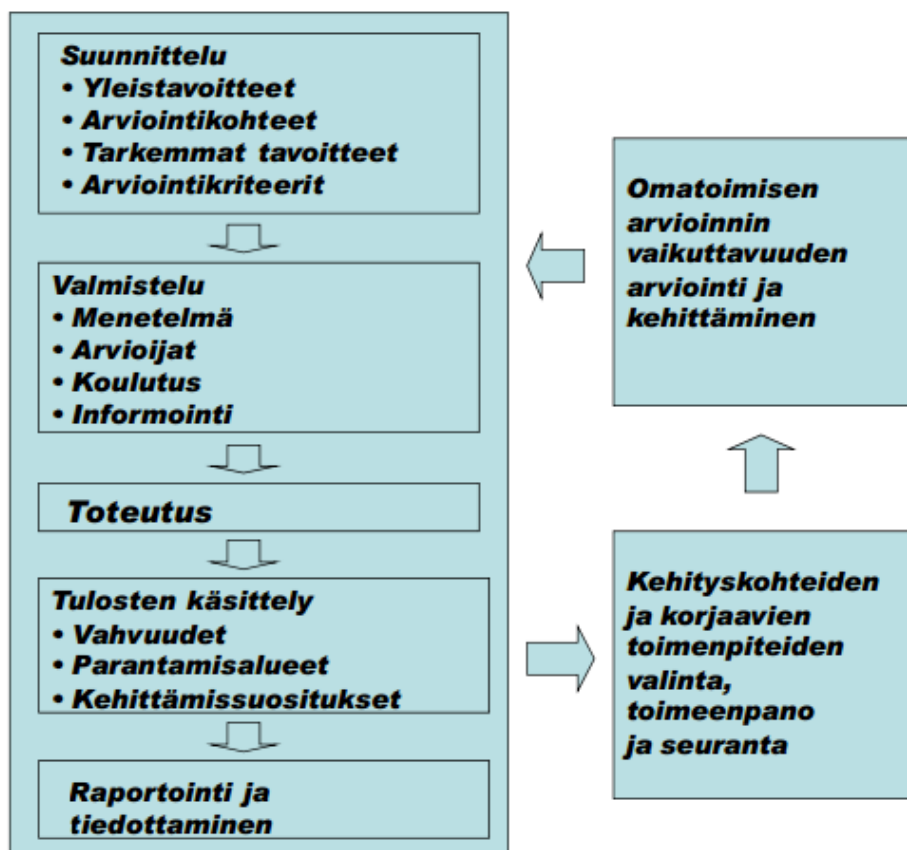 Suunnittelu
• Yleistavoitteet
• Arviointikohteet
• Tarkemmat tavoitteet
• Arviointikriteerit
Valmistelu
• Menetelmä
• Arvioijat
• Koulutus
• Informointi
Toteutus
Tulosten käsittely
• Vahvuudet
• Parantamisalueet
• Kehittämissuositukset
Raportointi ja
tiedottaminen
Kehityskohteiden
ja korjaavien
toimenpiteiden
valinta,
toimeenpano
ja seuranta
Omatoimisen
arvioinnin
vaikuttavuuden
arviointi ja
kehittäminen